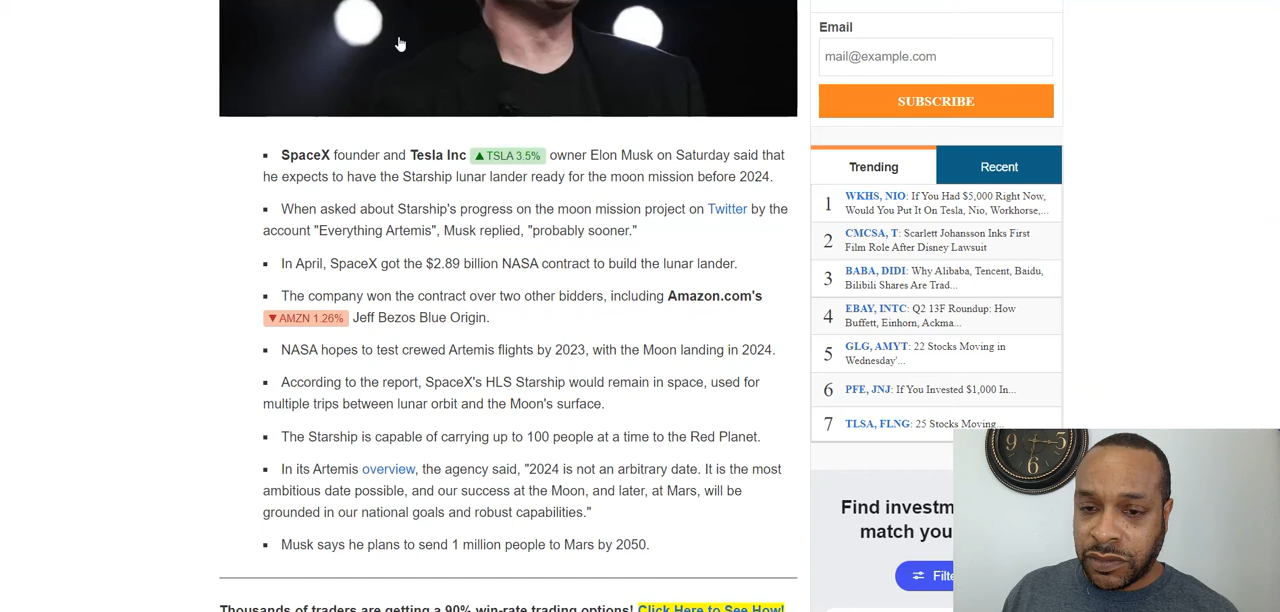 SpaceX founder and Tesla Inc ▲ TSLA 3.5% owner Elon Musk on Saturday said that
he expects to have the Starship lunar lander ready for the moon mission before 2024.
When asked about Starship's progress on the moon mission project on Twitter by the
account "Everything Artemis", Musk replied, "probably sooner."
In April, SpaceX got the $2.89 billion NASA contract to build the lunar lander.
The company won the contract over two other bidders, including Amazon.com's
▼ AMZN 1.26% Jeff Bezos Blue Origin.
NASA hopes to test crewed Artemis flights by 2023, with the Moon landing in 2024.
According to the report, SpaceX's HLS Starship would remain in space, used for
multiple trips between lunar orbit and the Moon's surface.
The Starship is capable of carrying up to 100 people at a time to the Red Planet.
In its Artemis overview, the agency said, "2024 is not an arbitrary date. It is the most
ambitious date possible, and our success at the Moon, and later, at Mars, will be
grounded in our national goals and robust capabilities."
Musk says he plans to send 1 million people to Mars by 2050.
Thousands of traders are getting a 90% win-rate trading options! Click Here to See How!
Email
mail@example.com
SUBSCRIBE
Trending Recent
1 WKHS, NIO: If You Had $5,000 Right Now,
Would You Put It On Tesla, Nio, Workhorse,...
2 CMCSA, T: Scarlett Johansson Inks First
Film Role After Disney Lawsuit
3 BABA, DIDI: Why Alibaba, Tencent, Baidu,
Bilibili Shares Are Trad...
4 EBAY, INTC: Q2 13F Roundup: How
Buffett, Einhorn, Ackma...
5 GLG, AMYT: 22 Stocks Moving in
Wednesday'...
6 PFE, JNJ: If You Invested $1,000 In...
7 TLSA, FLNG: 25 Stocks Moving...
Find investm
match you
Filte
9 3 6